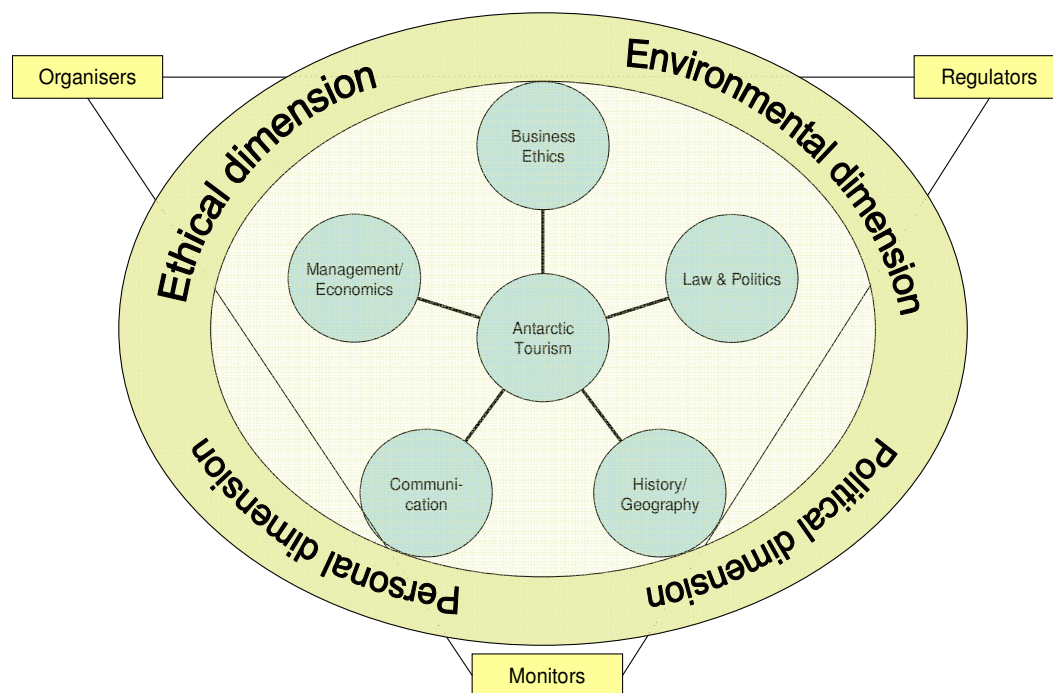 Organisers
Regulators
Ethical dimension
Environmental dimension
Business
Ethics
Management/
Economics
Law & Politics
Antarctic
Tourism
Communi-
cation
History/
Geography
Personal dimension
Political dimension
Monitors